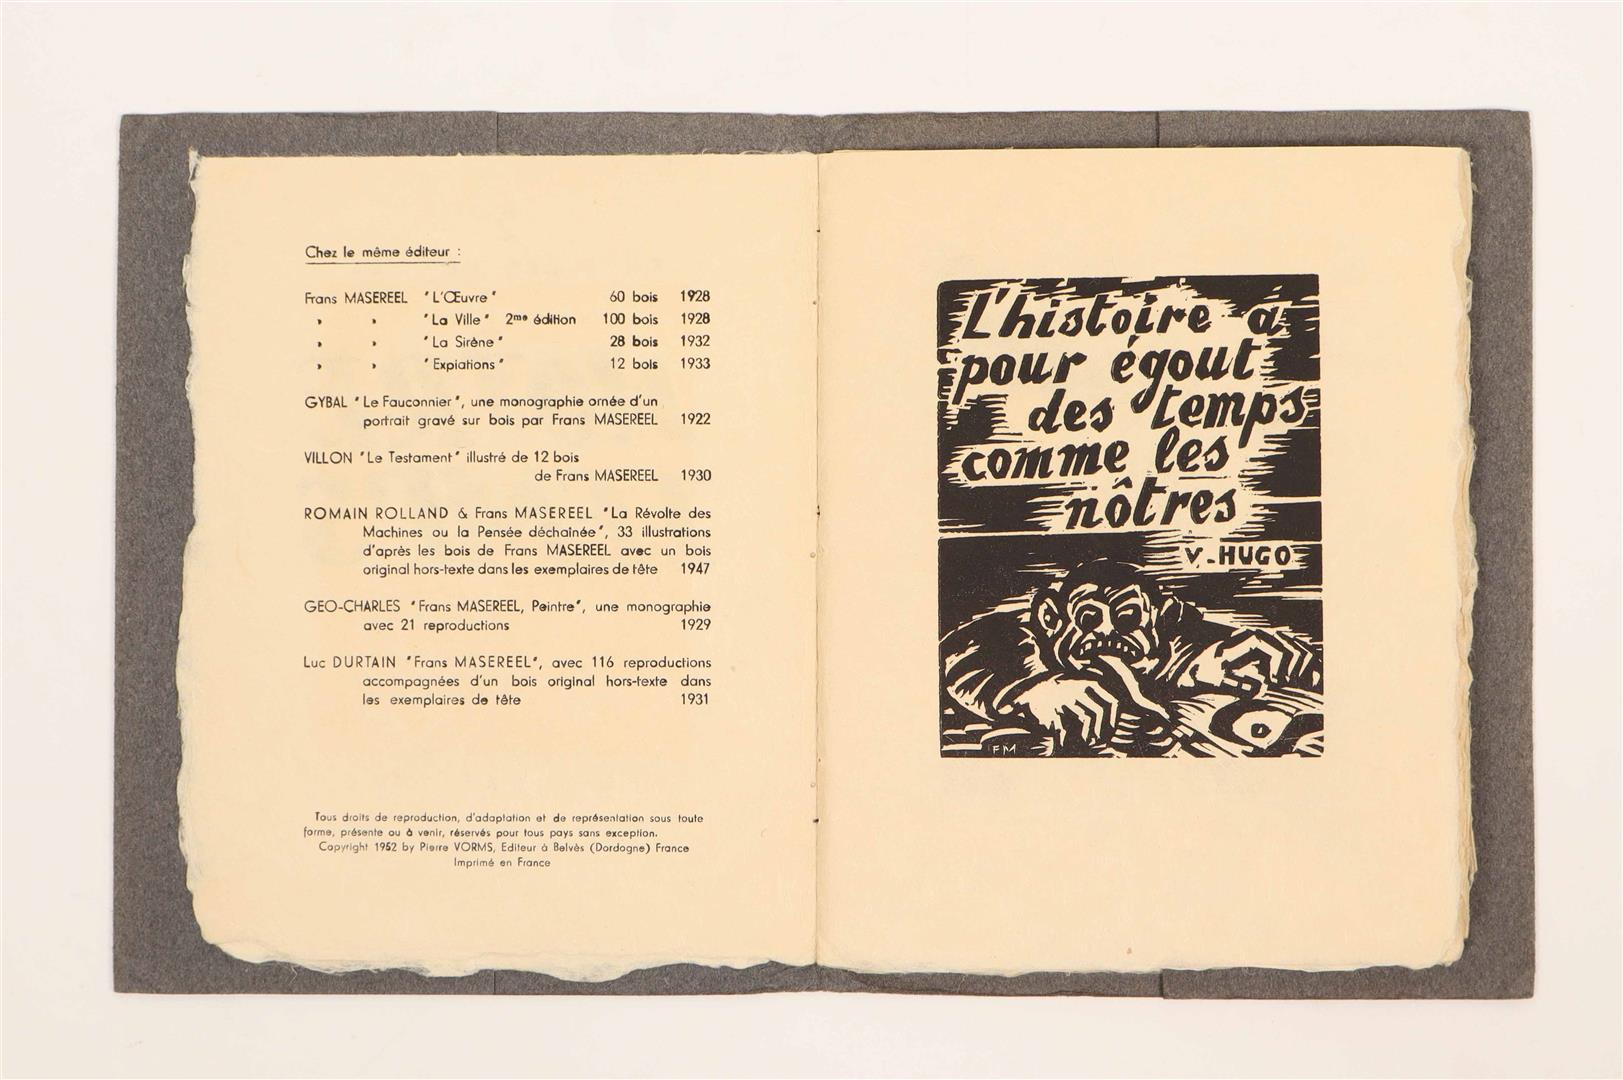 Chez le même éditeur :
Frans MASEREEL "L'Œuvre" 60 bois 1928
" " "La Ville" 2me édition 100 bois 1928
" " "La Sirène" 28 bois 1932
" " "Expiations" 12 bois 1933
GYBAL "Le Fauconnier", une monographie ornée d'un
portrait gravé sur bois par Frans MASEREEL 1922
VILLON "Le Testament" illustré de 12 bois
de Frans MASEREEL 1930
ROMAIN ROLLAND & Frans MASEREEL "La Révolte des
Machines ou la Pensée déchaînée", 33 illustrations
d'après les bois de Frans MASEREEL avec un bois
original hors-texte dans les exemplaires de tête 1947
GEO-CHARLES "Frans MASEREEL, Peintre", une monographie
avec 21 reproductions 1929
Luc DURTAIN "Frans MASEREEL", avec 116 reproductions
accompagnées d'un bois original hors-texte dans
les exemplaires de tête 1931
Tous droits de reproduction, d'adaptation et de représentation sous toute
forme, présente ou à venir, réservés pour tous pays sans exception.
Copyright 1952 by Pierre VORMS, Editeur à Belvès (Dordogne) France
Imprimé en France
L'histoire a
pour égout
des temps
comme les
nôtres
V-HUGO
FM